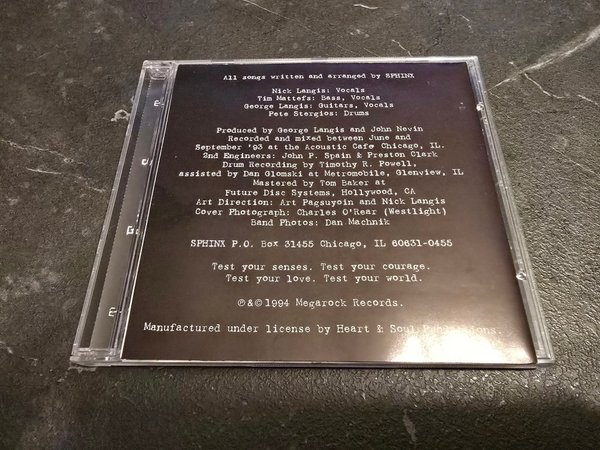 All songs written and arranged by SPHINX
Nick Langis: Vocals
Tim Mattefs: Bass, Vocals
George Langis: Guitars, Vocals
Pete Stergios: Drums
Produced by George Langis and John Nevin
Recorded and mixed between June and
September '93 at the Acoustic Cafe Chicago, IL.
2nd Engineers: John P. Spain & Preston Clark
Drum Recording by Timothy R. Powell,
assisted by Dan Glomski at Metromobile, Glenview, IL
Mastered by Tom Baker at
Future Disc Systems, Hollywood, CA
Art Direction: Art Pagsuyoin and Nick Langis
Cover Photograph: Charles O'Rear (Westlight)
Band Photos: Dan Machnik
SPHINX P.O. Box 31455 Chicago, IL 60631-0455
Test your senses. Test your courage.
Test your love. Test your world.
℗&©1994 Megarock Records.
Manufactured under license by Heart & Soul Publications.